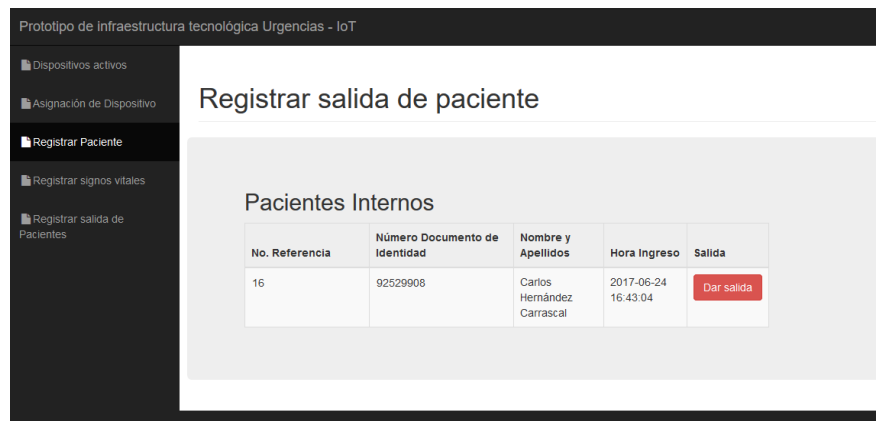 Prototipo de infraestructura tecnológica Urgencias - IoT
Dispositivos activos
Asignación de Dispositivo
Registrar Paciente
Registrar signos vitales
Registrar salida de
Pacientes
Registrar salida de paciente
Pacientes Internos
No. Referencia
Número Documento de
Identidad
Nombre y
Apellidos
Hora Ingreso
Salida
16
92529908
Carlos
Hernández
Carrascal
2017-06-24
16:43:04
Dar salida